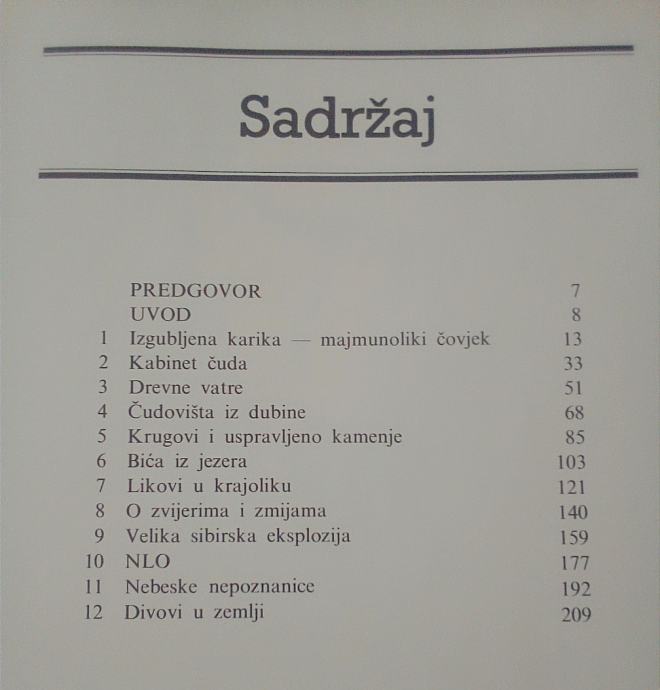 Sadržaj
PREDGOVOR 7
UVOD 8
1 Izgubljena karika — majmunoliki čovjek 13
2 Kabinet čuda 33
3 Drevne vatre 51
4 Čudovišta iz dubine 68
5 Krugovi i uspravljeno kamenje 85
6 Bića iz jezera 103
7 Likovi u krajoliku 121
8 O zvijerima i zmijama 140
9 Velika sibirska eksplozija 159
10 NLO 177
11 Nebeske nepoznanice 192
12 Divovi u zemlji 209